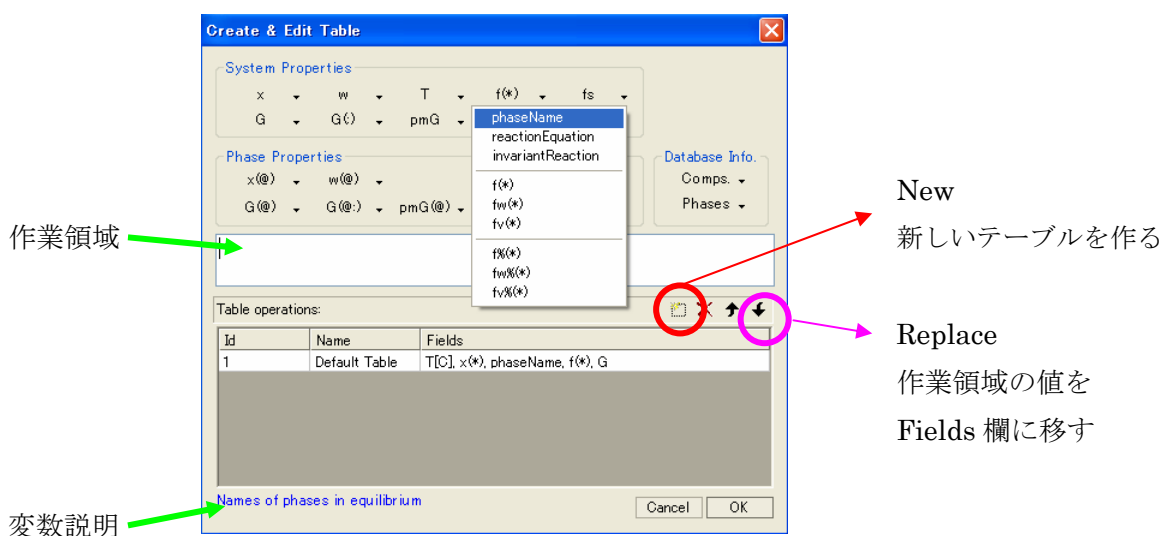 Create & Edit Table
System Properties
x w T f(*) fs
G G(:) pmG
phaseName
reactionEquation
invariantReaction
f(*)
fw(*)
fv(*)
f%(*)
fw%(*)
fv%(*)
Phase Properties
x(@) w(@)
G(@) G(@:) pmG(@)
Database Info.
Comps.
Phases
作業領域
New
新しいテーブルを作る
Table operations:
Id Name Fields
1 Default Table T[C], x(*), phaseName, f(*), G
Replace
作業領域の値を
Fields 欄に移す
Names of phases in equilibrium
Cancel OK
変数説明